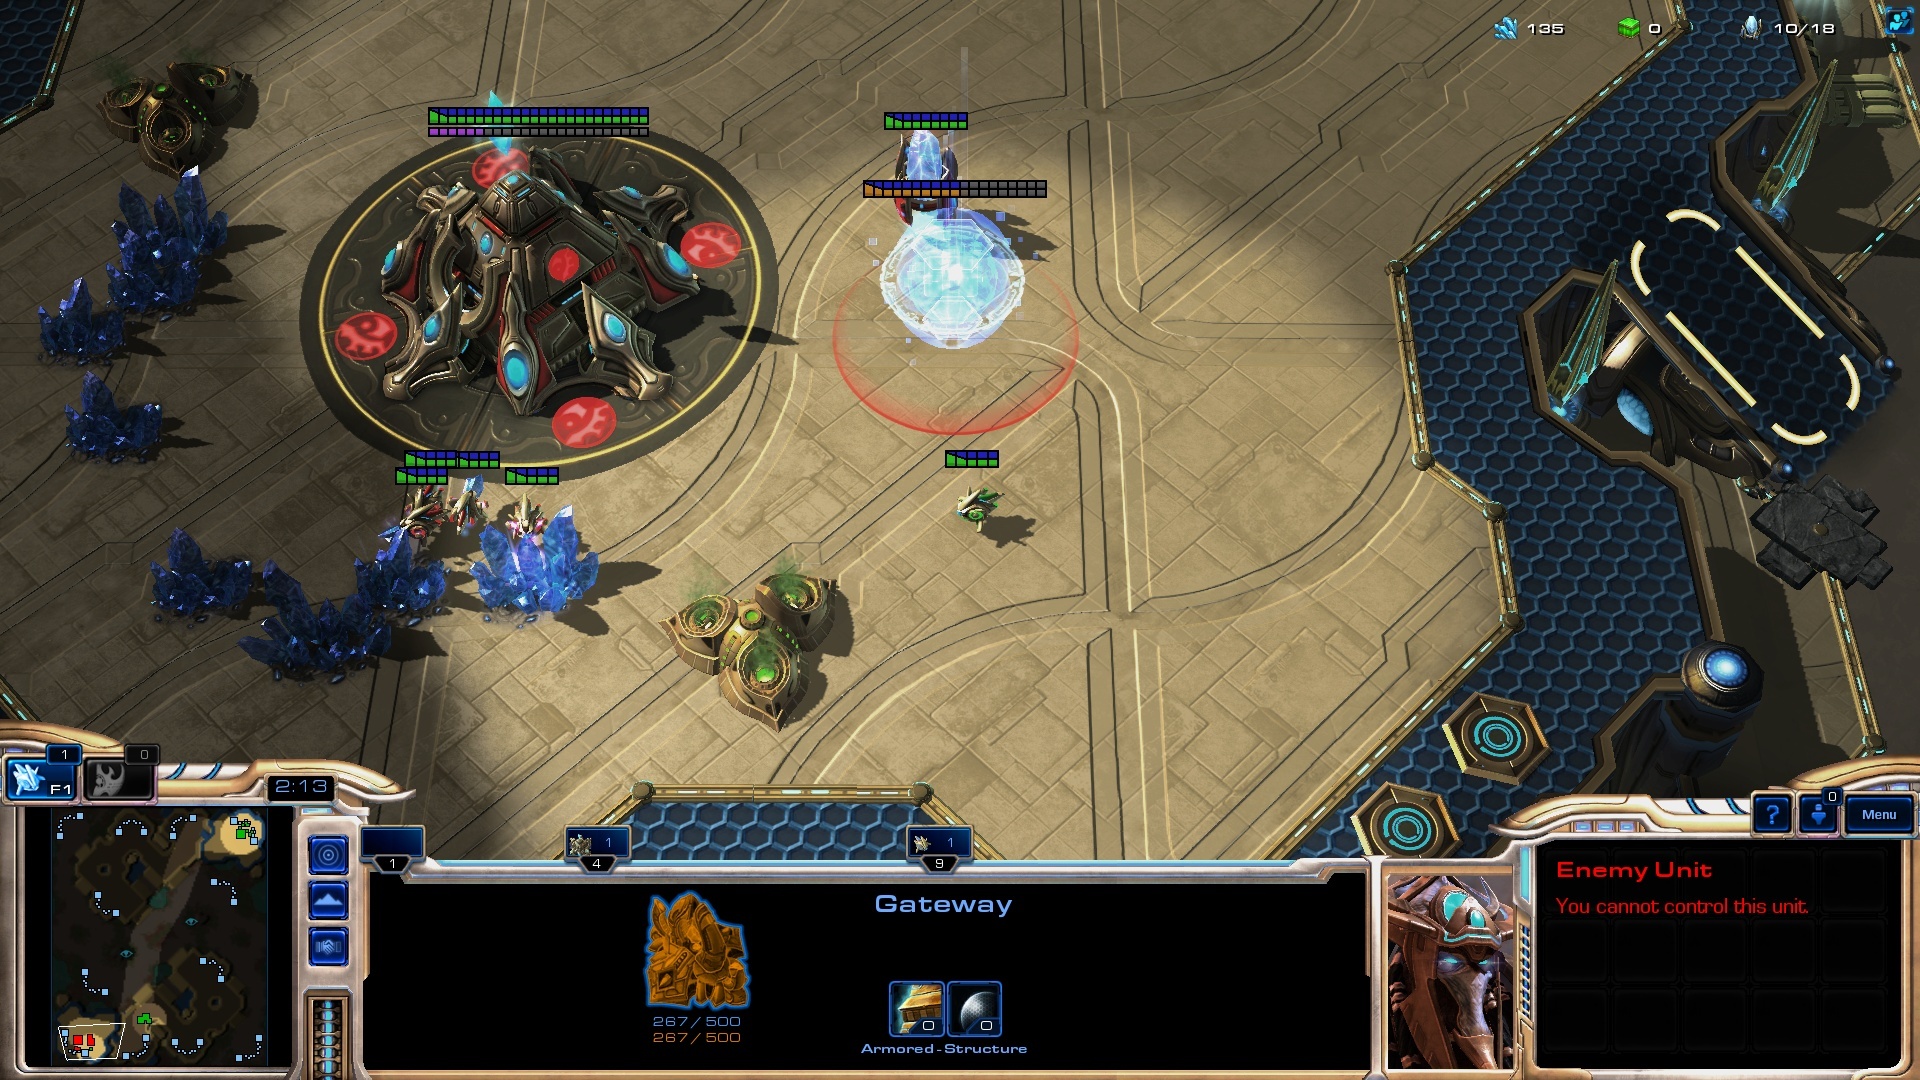 135
0
10/18
1
0
F1
2:13
1
1
1
4
9
0
?
Menu
Gateway
267/500
267/500
0
0
Armored-Structure
Enemy Unit
You cannot control this unit.